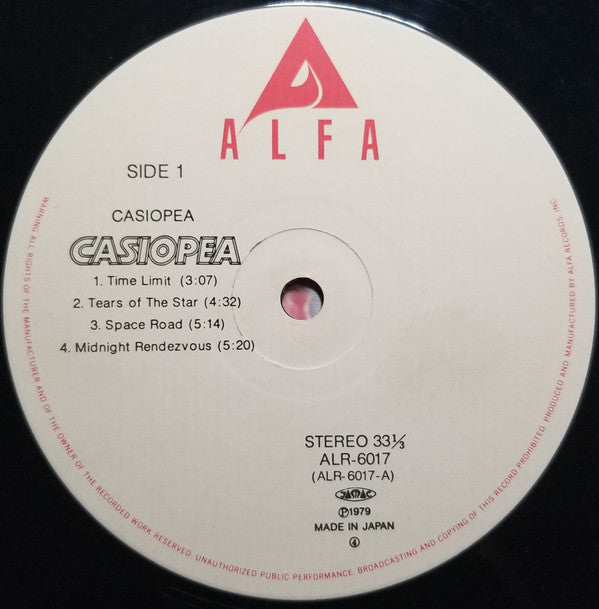 ALFA
SIDE 1
CASIOPEA
CASIOPEA
1. Time Limit (3:07)
2. Tears of The Star (4:32)
3. Space Road (5:14)
4. Midnight Rendezvous (5:20)
STEREO 33⅓
ALR-6017
(ALR-6017-A)
JASRAC
Ⓟ1979
MADE IN JAPAN
④
WARNING ALL RIGHTS OF THE MANUFACTURER AND OF THE OWNER OF THE RECORDED WORK RESERVED. UNAUTHORIZED PUBLIC PERFORMANCE. BROADCASTING AND COPYING OF THIS RECORD PROHIBITED. PRODUCED AND MANUFACTURED BY ALFA RECORDS, INC.